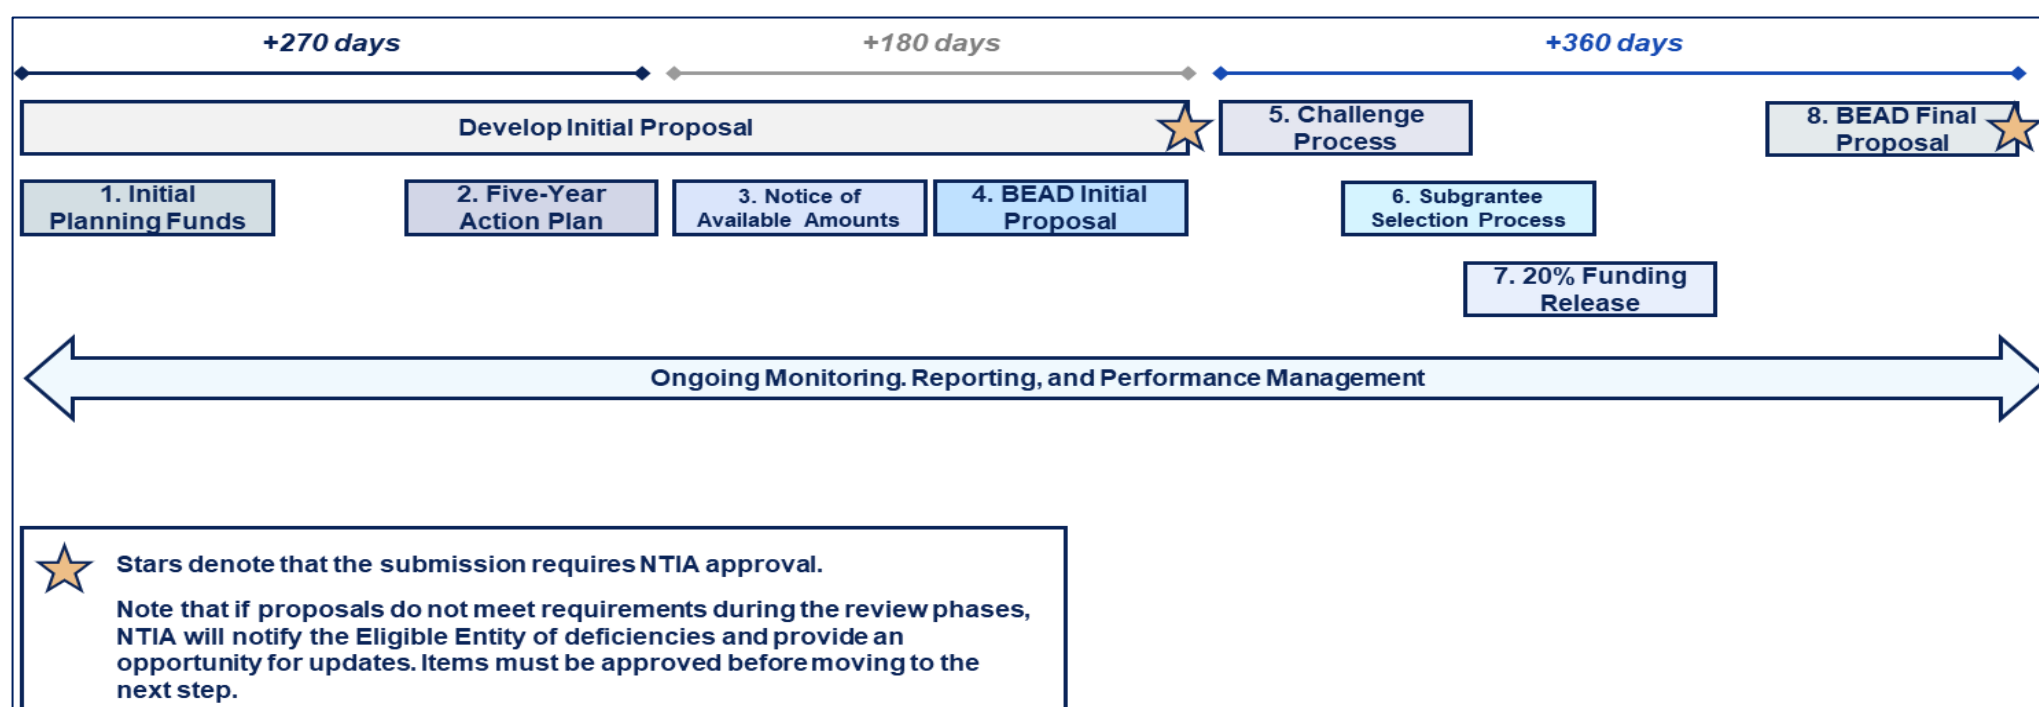 +270 days
+180 days
+360 days
Develop Initial Proposal
5. Challenge
Process
8. BEAD Final
Proposal
1. Initial
Planning Funds
2. Five-Year
Action Plan
3. Notice of
Available Amounts
4. BEAD Initial
Proposal
6. Subgrantee
Selection Process
7. 20% Funding
Release
Ongoing Monitoring. Reporting, and Performance Management
Stars denote that the submission requires NTIA approval.
Note that if proposals do not meet requirements during the review phases,
NTIA will notify the Eligible Entity of deficiencies and provide an
opportunity for updates. Items must be approved before moving to the
next step.